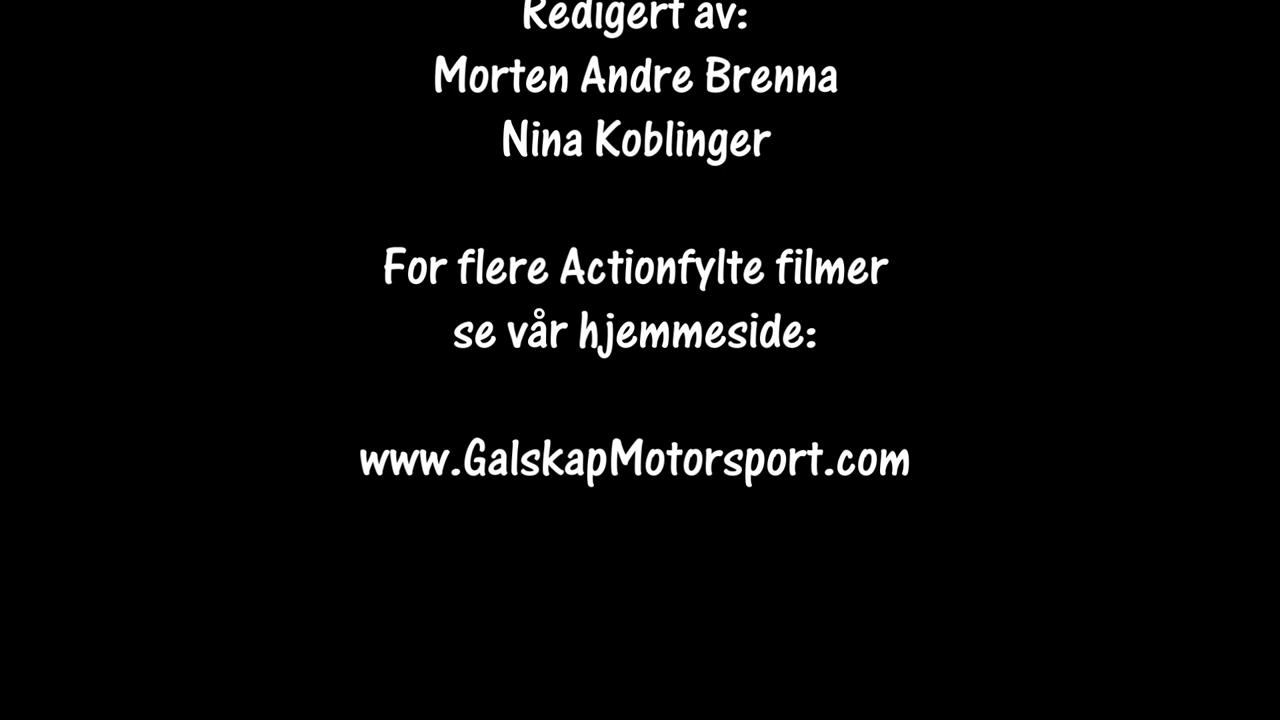 Redigert av:
Morten Andre Brenna
Nina Koblinger
For flere Actionfylte filmer
se vår hjemmeside:
www.GalskapMotorsport.com